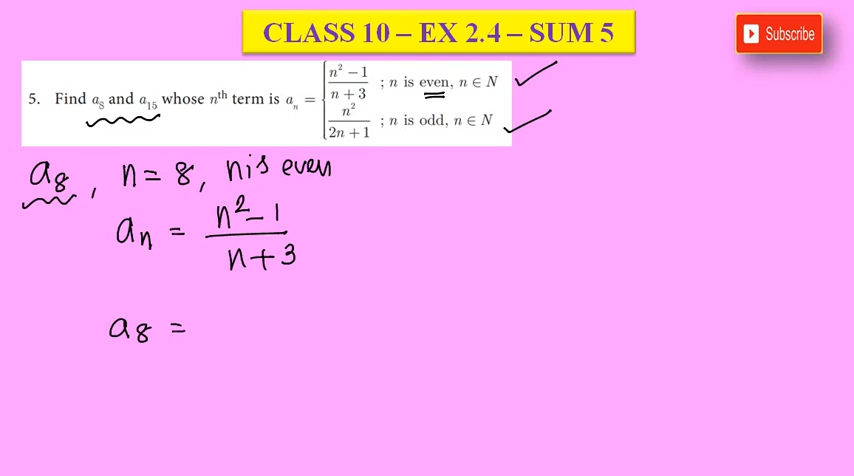 CLASS 10 – EX 2.4 – SUM 5
Subscribe
5. Find a₈ and a₁₅ whose nᵗʰ term is aₙ = { (n² − 1)/(n + 3) ; n is even, n ∈ N
n²/(2n + 1) ; n is odd, n ∈ N
a₈, n = 8, n is even
aₙ = (n² − 1)/(n + 3)
a₈ =